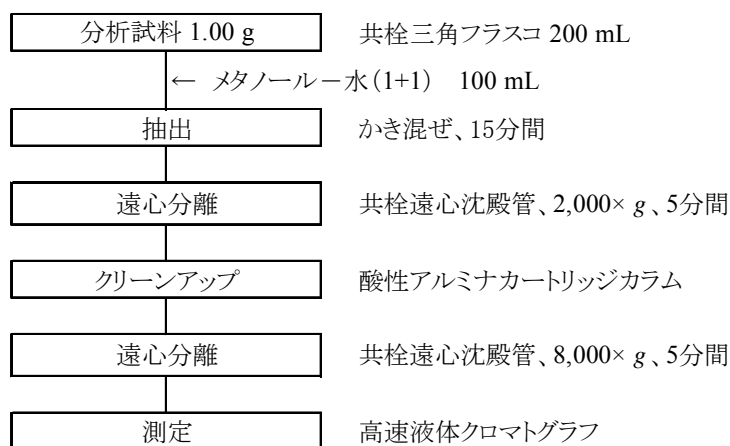 分析試料 1.00 g 共栓三角フラスコ 200 mL
← メタノール－水(1+1) 100 mL
抽出 かき混ぜ、15分間
遠心分離 共栓遠心沈殿管、2,000× g 、5分間
クリーンアップ 酸性アルミナカートリッジカラム
遠心分離 共栓遠心沈殿管、8,000× g 、5分間
測定 高速液体クロマトグラフ